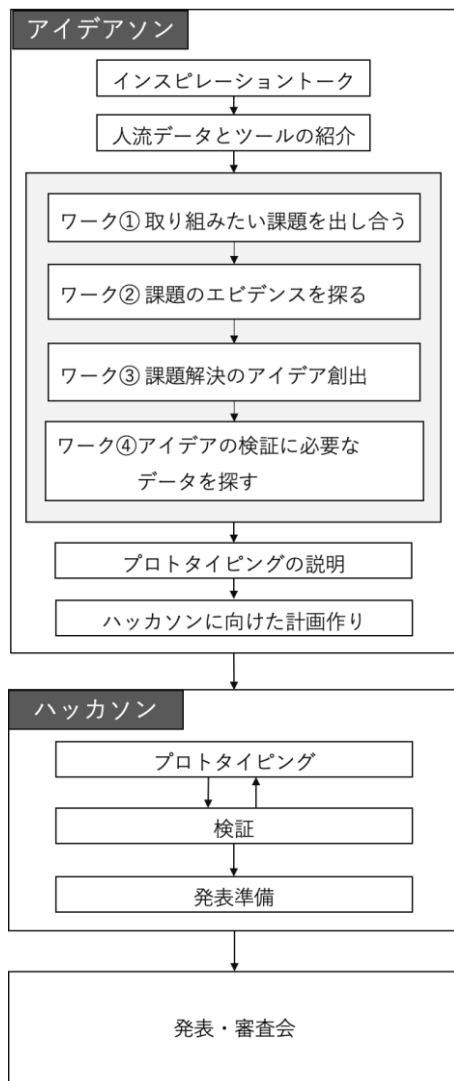 アイデアソン
インスピレーショントーク
人流データとツールの紹介
ワーク① 取り組みたい課題を出し合う
ワーク② 課題のエビデンスを探る
ワーク③ 課題解決のアイデア創出
ワーク④アイデアの検証に必要な
データを探す
プロトタイピングの説明
ハッカソンに向けた計画作り
ハッカソン
プロトタイピング
検証
発表準備
発表・審査会